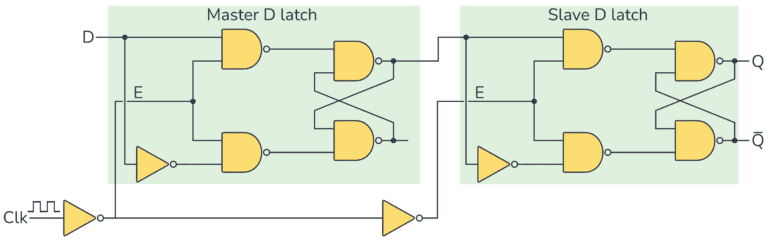 Master D latch
Slave D latch
D
E
E
Q
Q̅
Clk